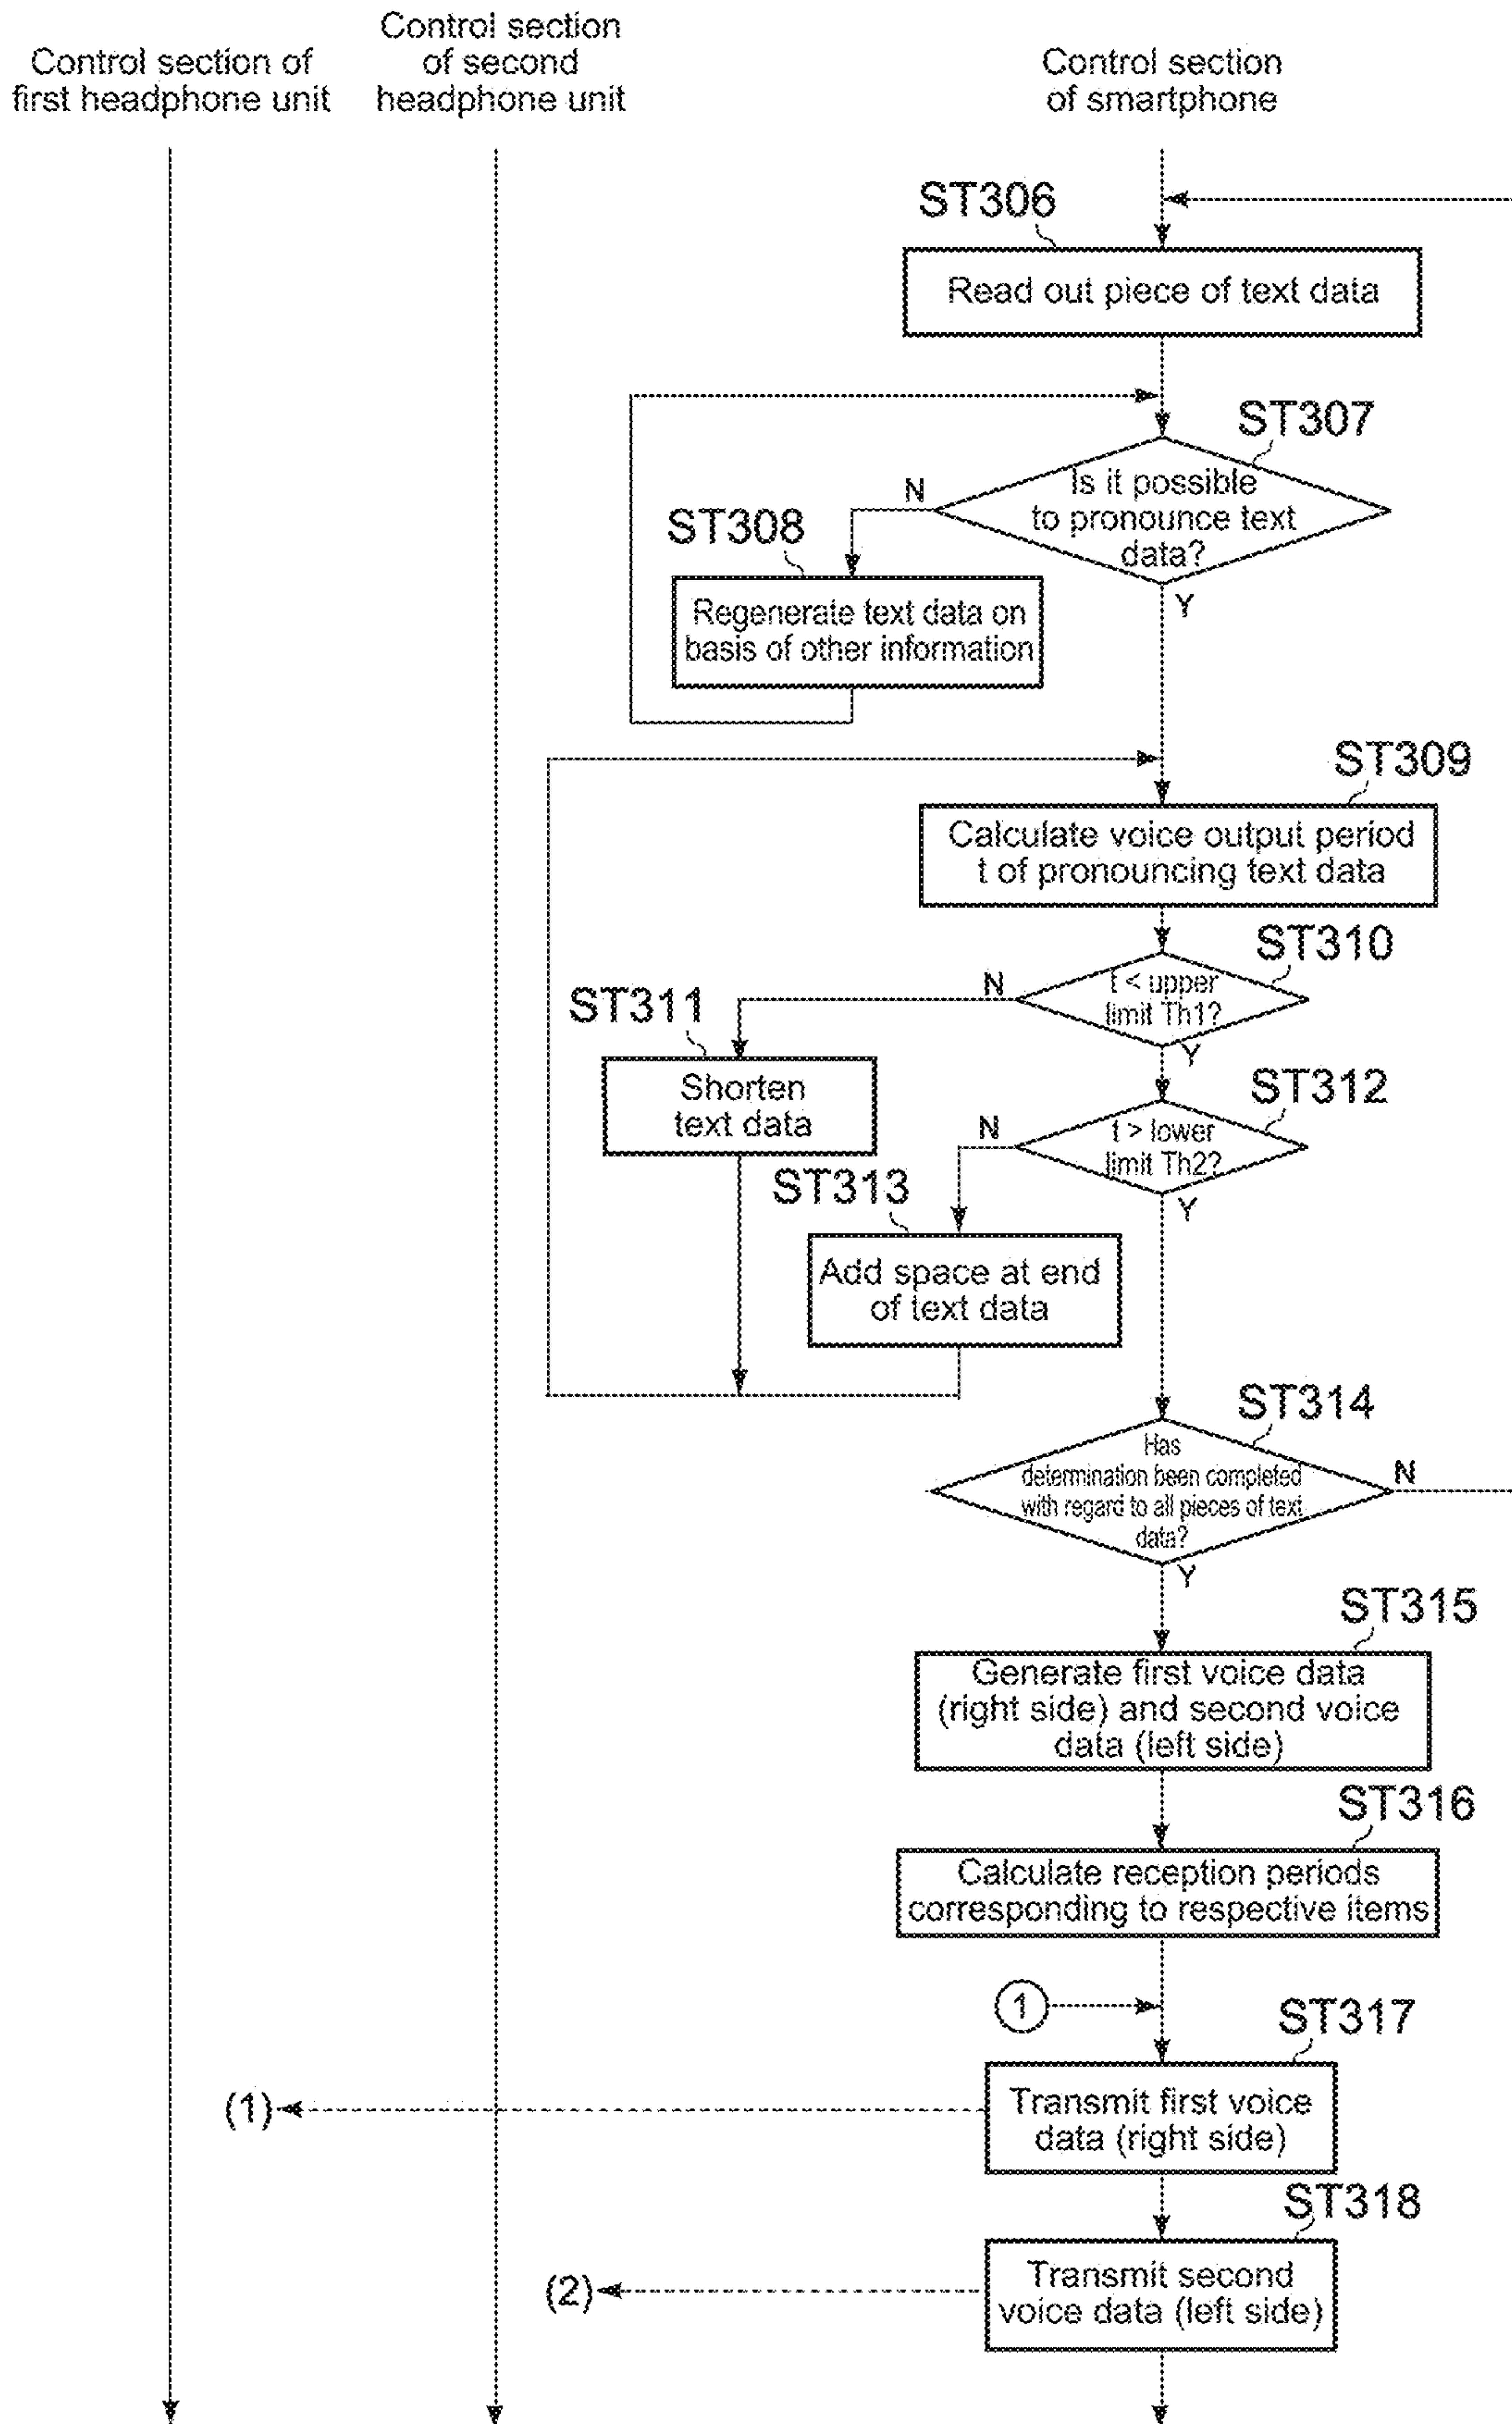 Control section of
first headphone unit
Control section
of second
headphone unit
Control section
of smartphone
ST306
Read out piece of text data
ST307
Is it possible
to pronounce text
data?
N
Y
ST308
Regenerate text data on
basis of other information
ST309
Calculate voice output period
t of pronouncing text data
ST310
t < upper
limit Th1?
N
Y
ST311
Shorten
text data
ST312
t > lower
limit Th2?
N
Y
ST313
Add space at end
of text data
ST314
Has
determination been completed
with regard to all pieces of text
data?
N
Y
ST315
Generate first voice data
(right side) and second voice
data (left side)
ST316
Calculate reception periods
corresponding to respective items
1
ST317
Transmit first voice
data (right side)
(1)
ST318
Transmit second
voice data (left side)
(2)